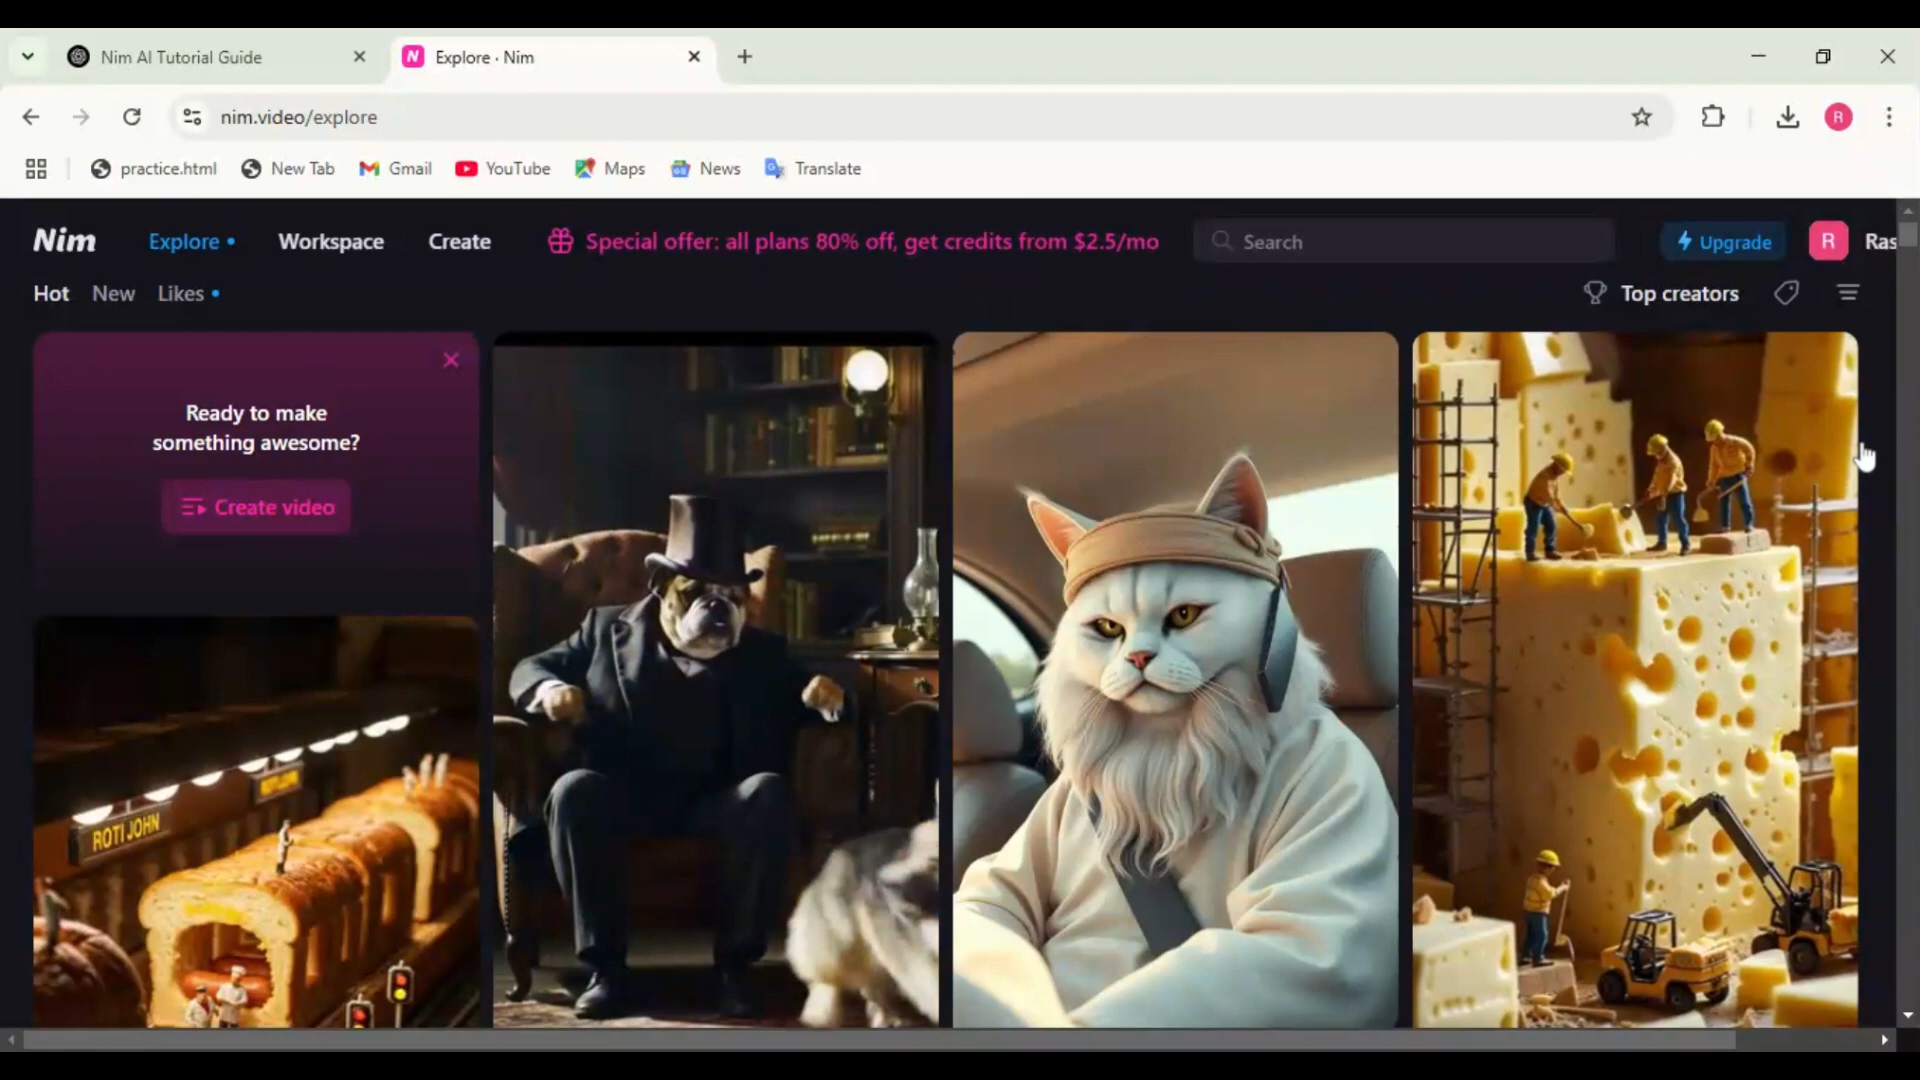 Nim AI Tutorial Guide
Explore · Nim
nim.video/explore
R
practice.html
New Tab
Gmail
YouTube
Maps
News
Translate
Nim
Explore
Workspace
Create
Special offer: all plans 80% off, get credits from $2.5/mo
Search
Upgrade
R
Ras
Hot
New
Likes
Top creators
Ready to make
something awesome?
Create video
ROTI JOHN